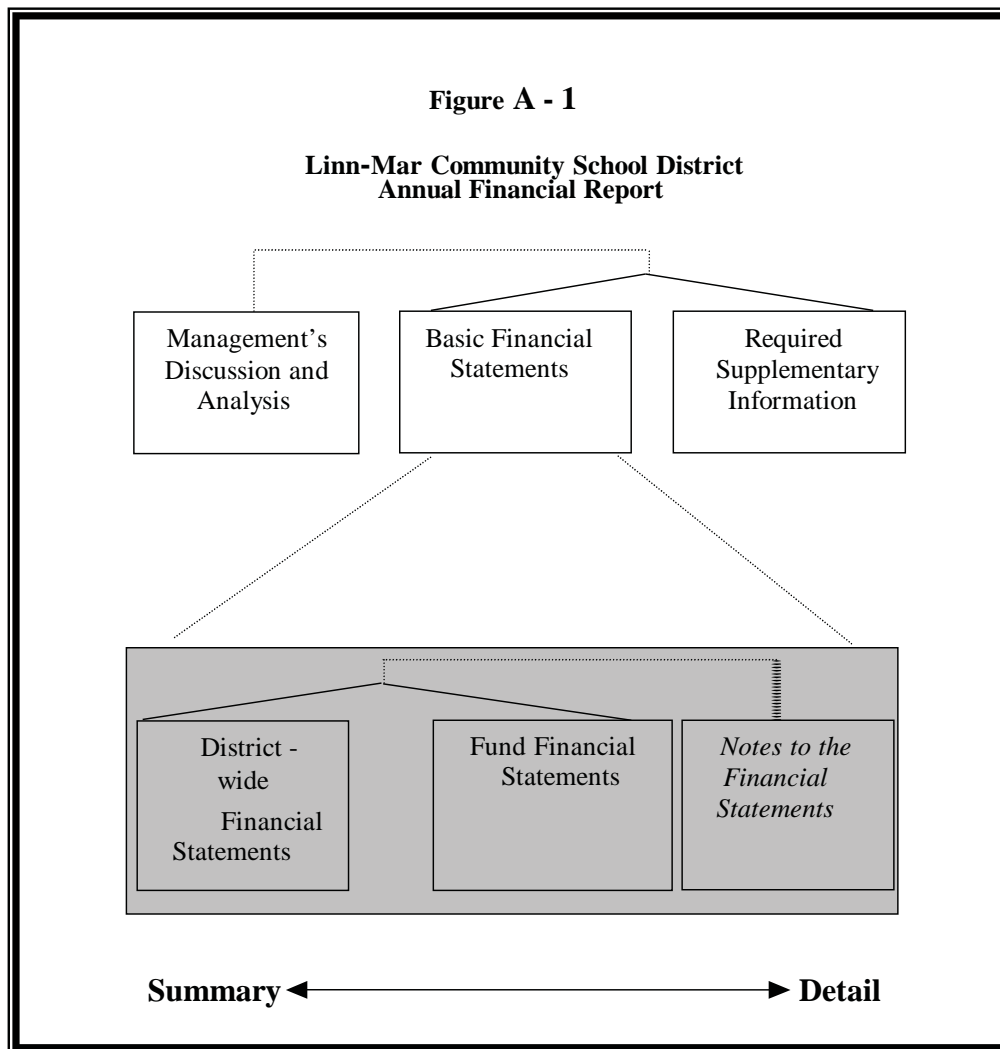 Figure A - 1
Linn-Mar Community School District
Annual Financial Report
Management’s
Discussion and
Analysis
Basic Financial
Statements
Required
Supplementary
Information
District -
wide
Financial
Statements
Fund Financial
Statements
Notes to the
Financial
Statements
Summary
Detail